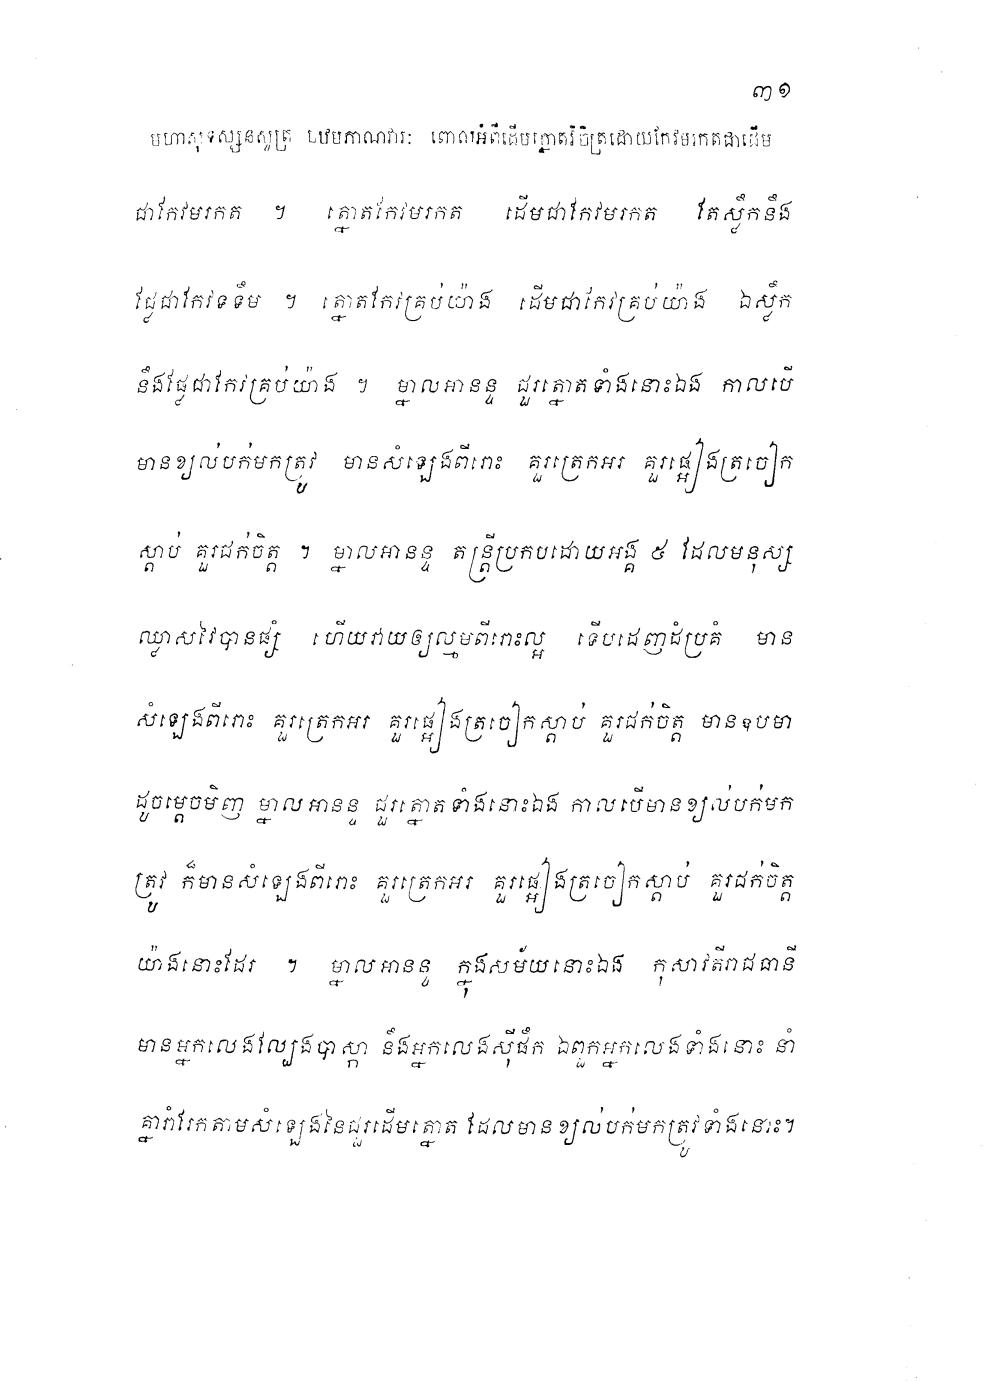 ៣១
មហាសុទស្សនសូត្រ បឋមភាណវារៈ ពោលអំពីដើមត្នោតវិចិត្រដោយកែវមរកតជាដើម
ជាកែវមរកត ។ ត្នោតកែវមរកត ដើមជាកែវមរកត តែស្លឹកនឹង
ផ្លែជាកែវទទឹម ។ ត្នោតកែវគ្រប់យ៉ាង ដើមជាកែវគ្រប់យ៉ាង ឯស្លឹក
នឹងផ្លែជាកែវគ្រប់យ៉ាង ។ ម្នាលអានន្ទ ជួរត្នោតទាំងនោះឯង កាលបើ
មានខ្យល់បក់មកត្រូវ មានសំឡេងពីរោះ គួរត្រេកអរ គួរផ្អៀងត្រចៀក
ស្តាប់ គួរជក់ចិត្ត ។ ម្នាលអានន្ទ តន្ត្រីប្រកបដោយអង្គ ៥ ដែលមនុស្ស
ឈ្លាសវៃបានផ្សំ ហើយវាយឲ្យល្មមពីរោះល្អ ទើបដេញដំប្រគំ មាន
សំឡេងពីរោះ គួរត្រេកអរ គួរផ្អៀងត្រចៀកស្តាប់ គួរជក់ចិត្ត មានឧបមា
ដូចម្តេចមិញ ម្នាលអានន្ទ ជួរត្នោតទាំងនោះឯង កាលបើមានខ្យល់បក់មក
ត្រូវ ក៏មានសំឡេងពីរោះ គួរត្រេកអរ គួរផ្អៀងត្រចៀកស្តាប់ គួរជក់ចិត្ត
យ៉ាងនោះដែរ ។ ម្នាលអានន្ទ ក្នុងសម័យនោះឯង កុសាវតីរាជធានី
មានអ្នកលេងល្បែងបាស្កា នឹងអ្នកលេងស៊ីផឹក ឯពួកអ្នកលេងទាំងនោះ នាំ
គ្នារាំរែកតាមសំឡេងនៃជួរដើមត្នោត ដែលមានខ្យល់បក់មកត្រូវទាំងនោះ។